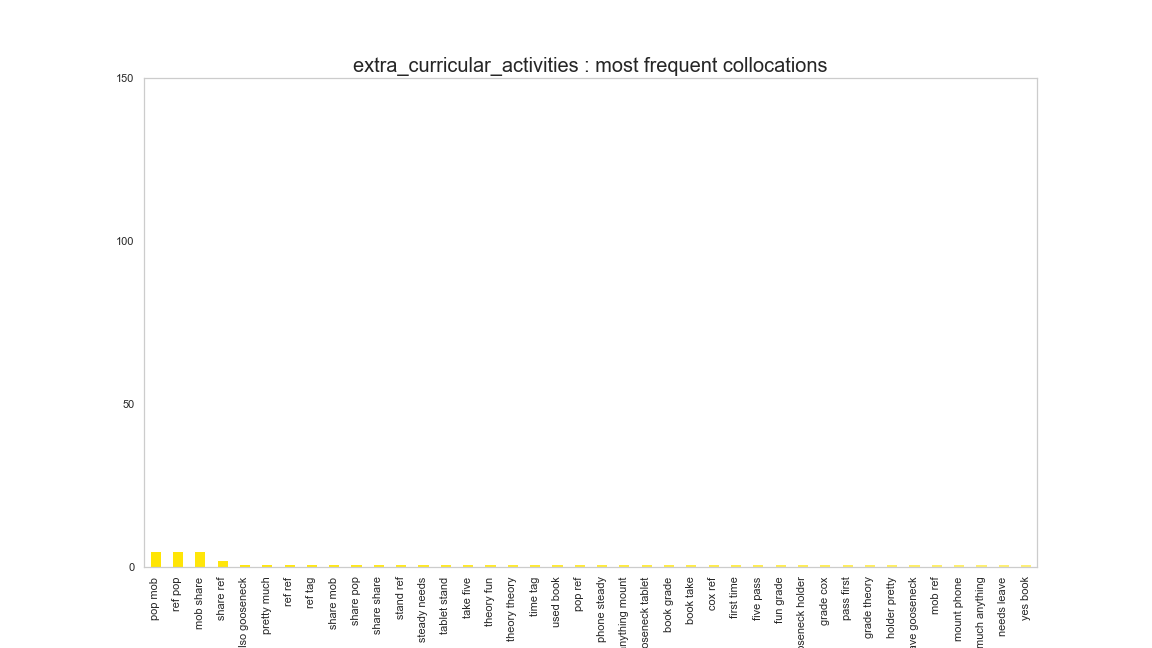 extra_curricular_activities : most frequent collocations
150
100
50
0
pop mob
ref pop
mob share
share ref
lso gooseneck
pretty much
ref ref
ref tag
share mob
share pop
share share
stand ref
steady needs
tablet stand
take five
theory fun
theory theory
time tag
used book
pop ref
phone steady
nything mount
oseneck tablet
book grade
book take
cox ref
first time
five pass
fun grade
oseneck holder
grade cox
pass first
grade theory
holder pretty
ave gooseneck
mob ref
mount phone
much anything
needs leave
yes book